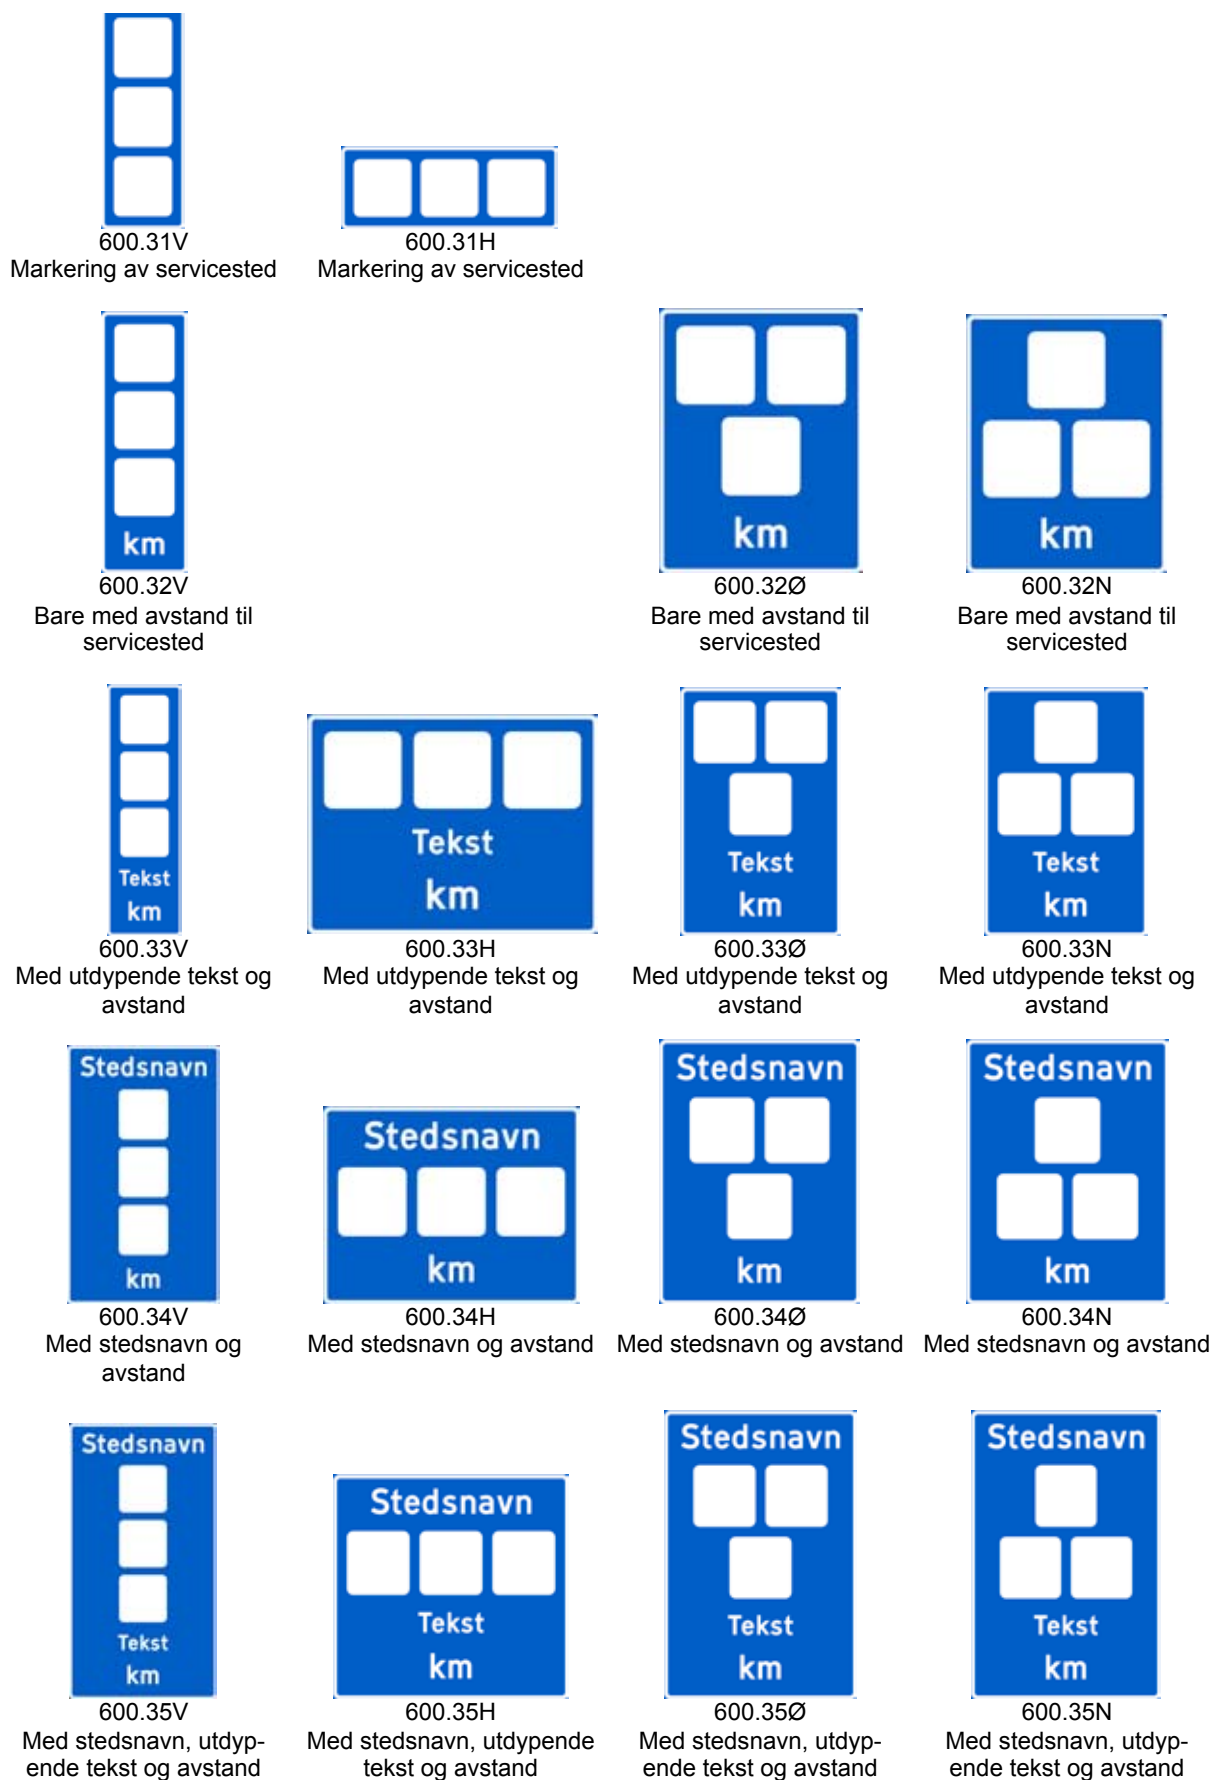 600.31V
Markering av servicested
600.31H
Markering av servicested
km
600.32V
Bare med avstand til
servicested
km
600.32Ø
Bare med avstand til
servicested
km
600.32N
Bare med avstand til
servicested
Tekst
km
600.33V
Med utdypende tekst og
avstand
Tekst
km
600.33H
Med utdypende tekst og
avstand
Tekst
km
600.33Ø
Med utdypende tekst og
avstand
Tekst
km
600.33N
Med utdypende tekst og
avstand
Stedsnavn
km
600.34V
Med stedsnavn og
avstand
Stedsnavn
km
600.34H
Med stedsnavn og avstand
Stedsnavn
km
600.34Ø
Med stedsnavn og avstand
Stedsnavn
km
600.34N
Med stedsnavn og avstand
Stedsnavn
Tekst
km
600.35V
Med stedsnavn, utdyp-
ende tekst og avstand
Stedsnavn
Tekst
km
600.35H
Med stedsnavn, utdypende
tekst og avstand
Stedsnavn
Tekst
km
600.35Ø
Med stedsnavn, utdyp-
ende tekst og avstand
Stedsnavn
Tekst
km
600.35N
Med stedsnavn, utdyp-
ende tekst og avstand